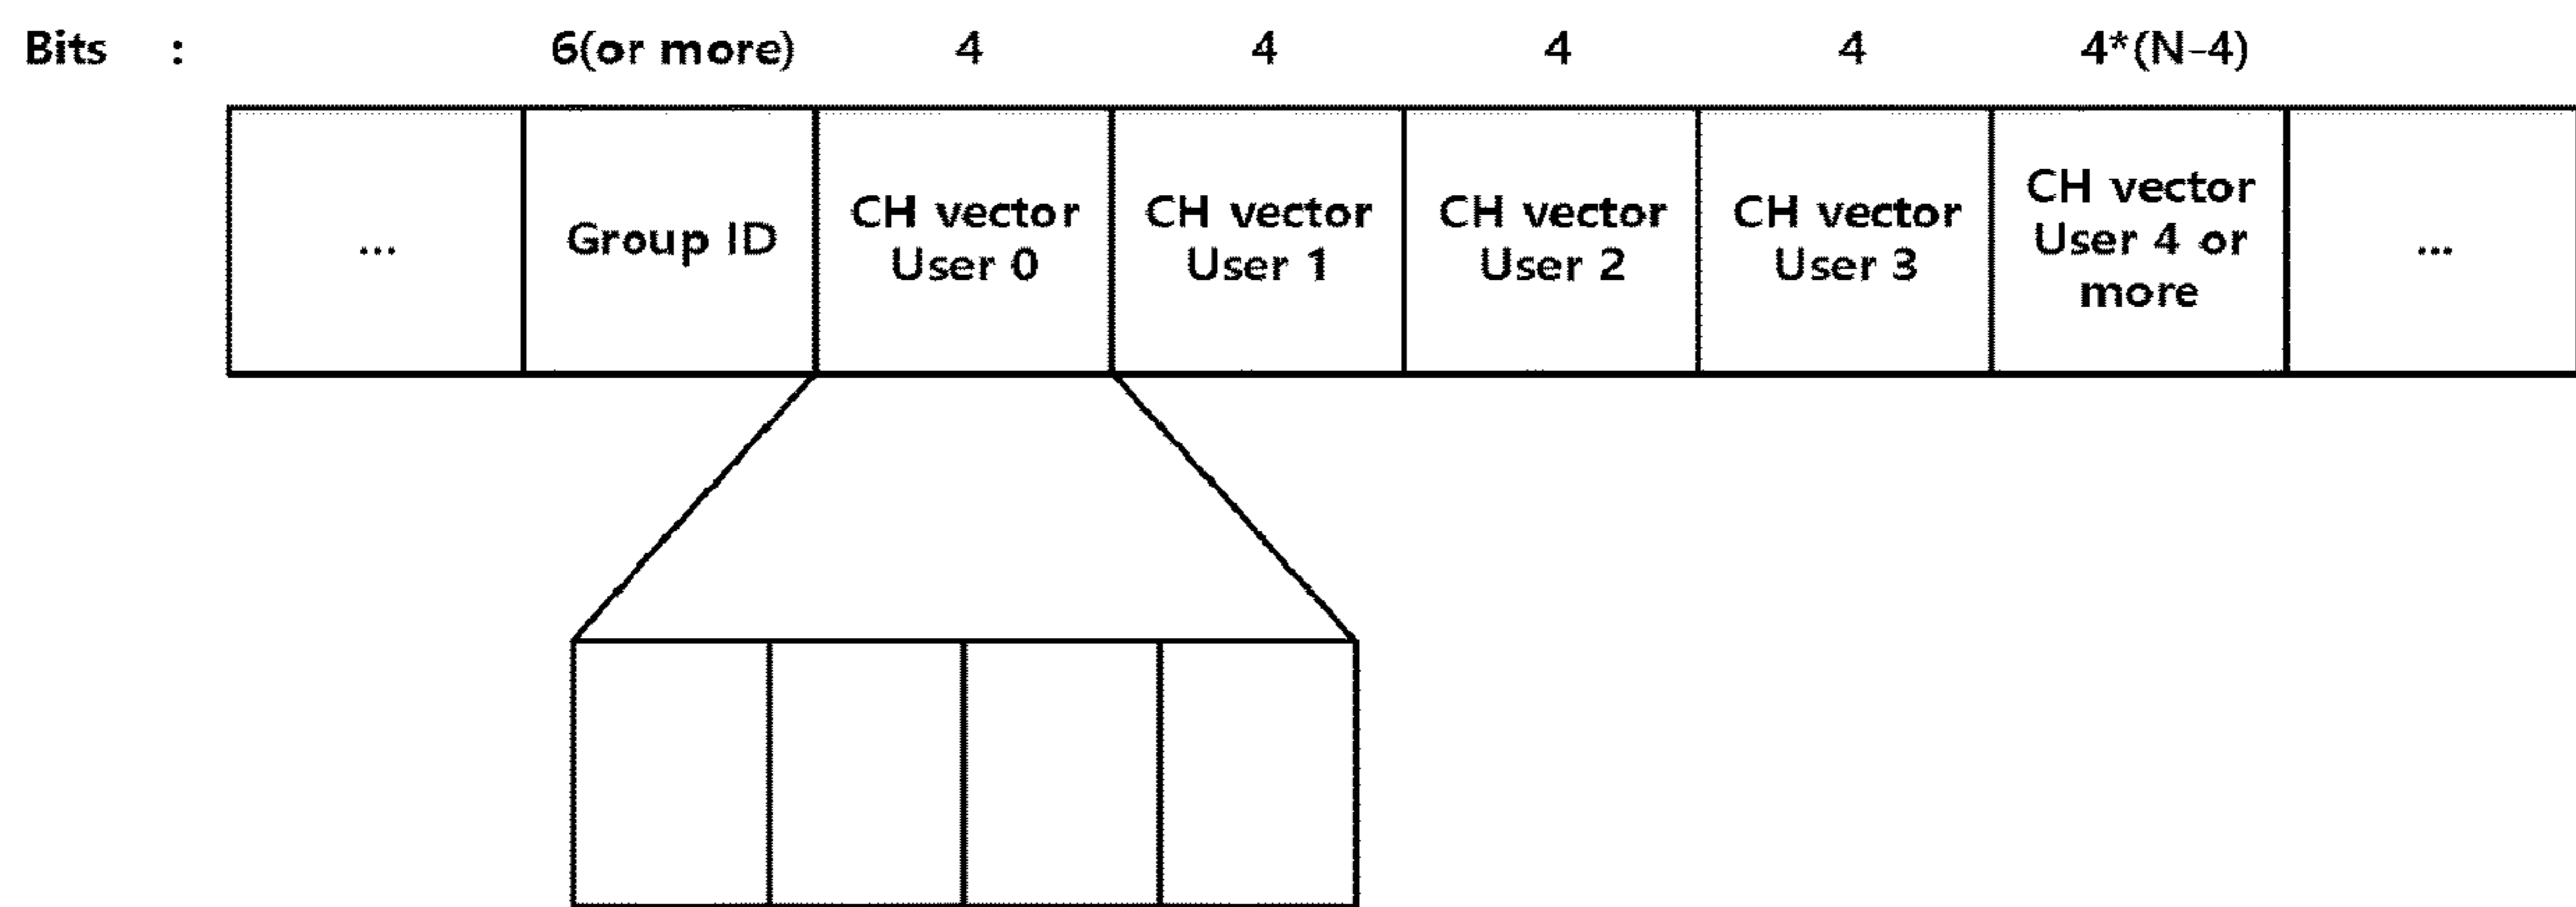 Bits : 6(or more) 4 4 4 4 4*(N-4)
... Group ID CH vector User 0 CH vector User 1 CH vector User 2 CH vector User 3 CH vector User 4 or more ...